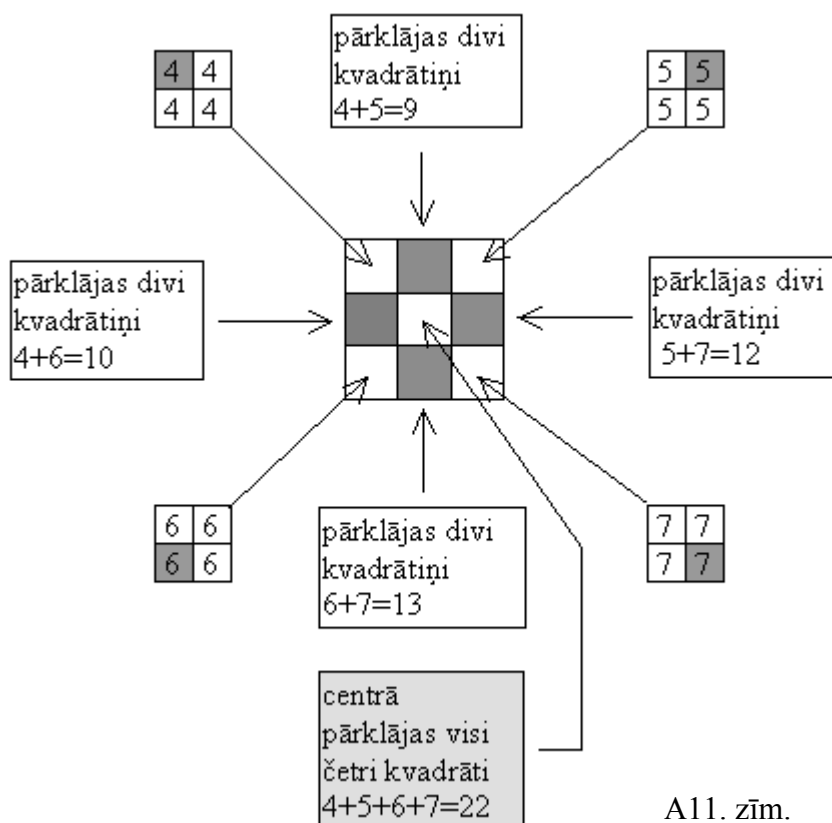 pārklājas divi
kvadrātiņi
4+5=9
4 4
4 4
5 5
5 5
pārklājas divi
kvadrātiņi
4+6=10
pārklājas divi
kvadrātiņi
5+7=12
6 6
6 6
pārklājas divi
kvadrātiņi
6+7=13
7 7
7 7
centrā
pārklājas visi
četri kvadrāti
4+5+6+7=22
A11. zīm.